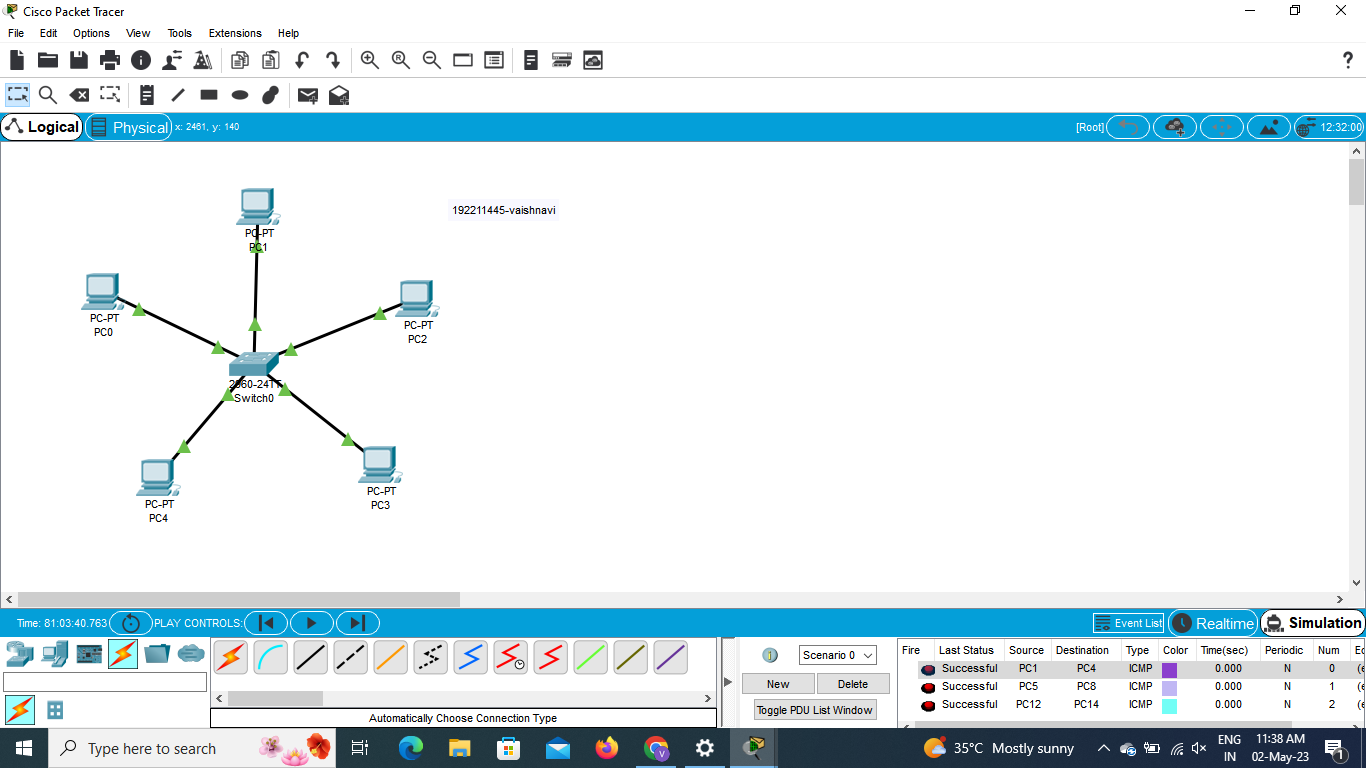 Cisco Packet Tracer
File Edit Options View Tools Extensions Help
?
Logical Physical x: 2461, y: 140 [Root] 12:32:00
192211445-vaishnavi
PC-PT
PC1
PC-PT
PC0
PC-PT
PC2
2960-24TT
Switch0
PC-PT
PC3
PC-PT
PC4
Time: 81:03:40.763 PLAY CONTROLS: Event List Realtime Simulation
Scenario 0
New Delete
Toggle PDU List Window
Automatically Choose Connection Type
Fire Last Status Source Destination Type Color Time(sec) Periodic Num Ed
Successful PC1 PC4 ICMP 0.000 N 0 (e
Successful PC5 PC8 ICMP 0.000 N 1 (e
Successful PC12 PC14 ICMP 0.000 N 2 (e
Type here to search
35°C Mostly sunny
ENG
IN
11:38 AM
02-May-23
1